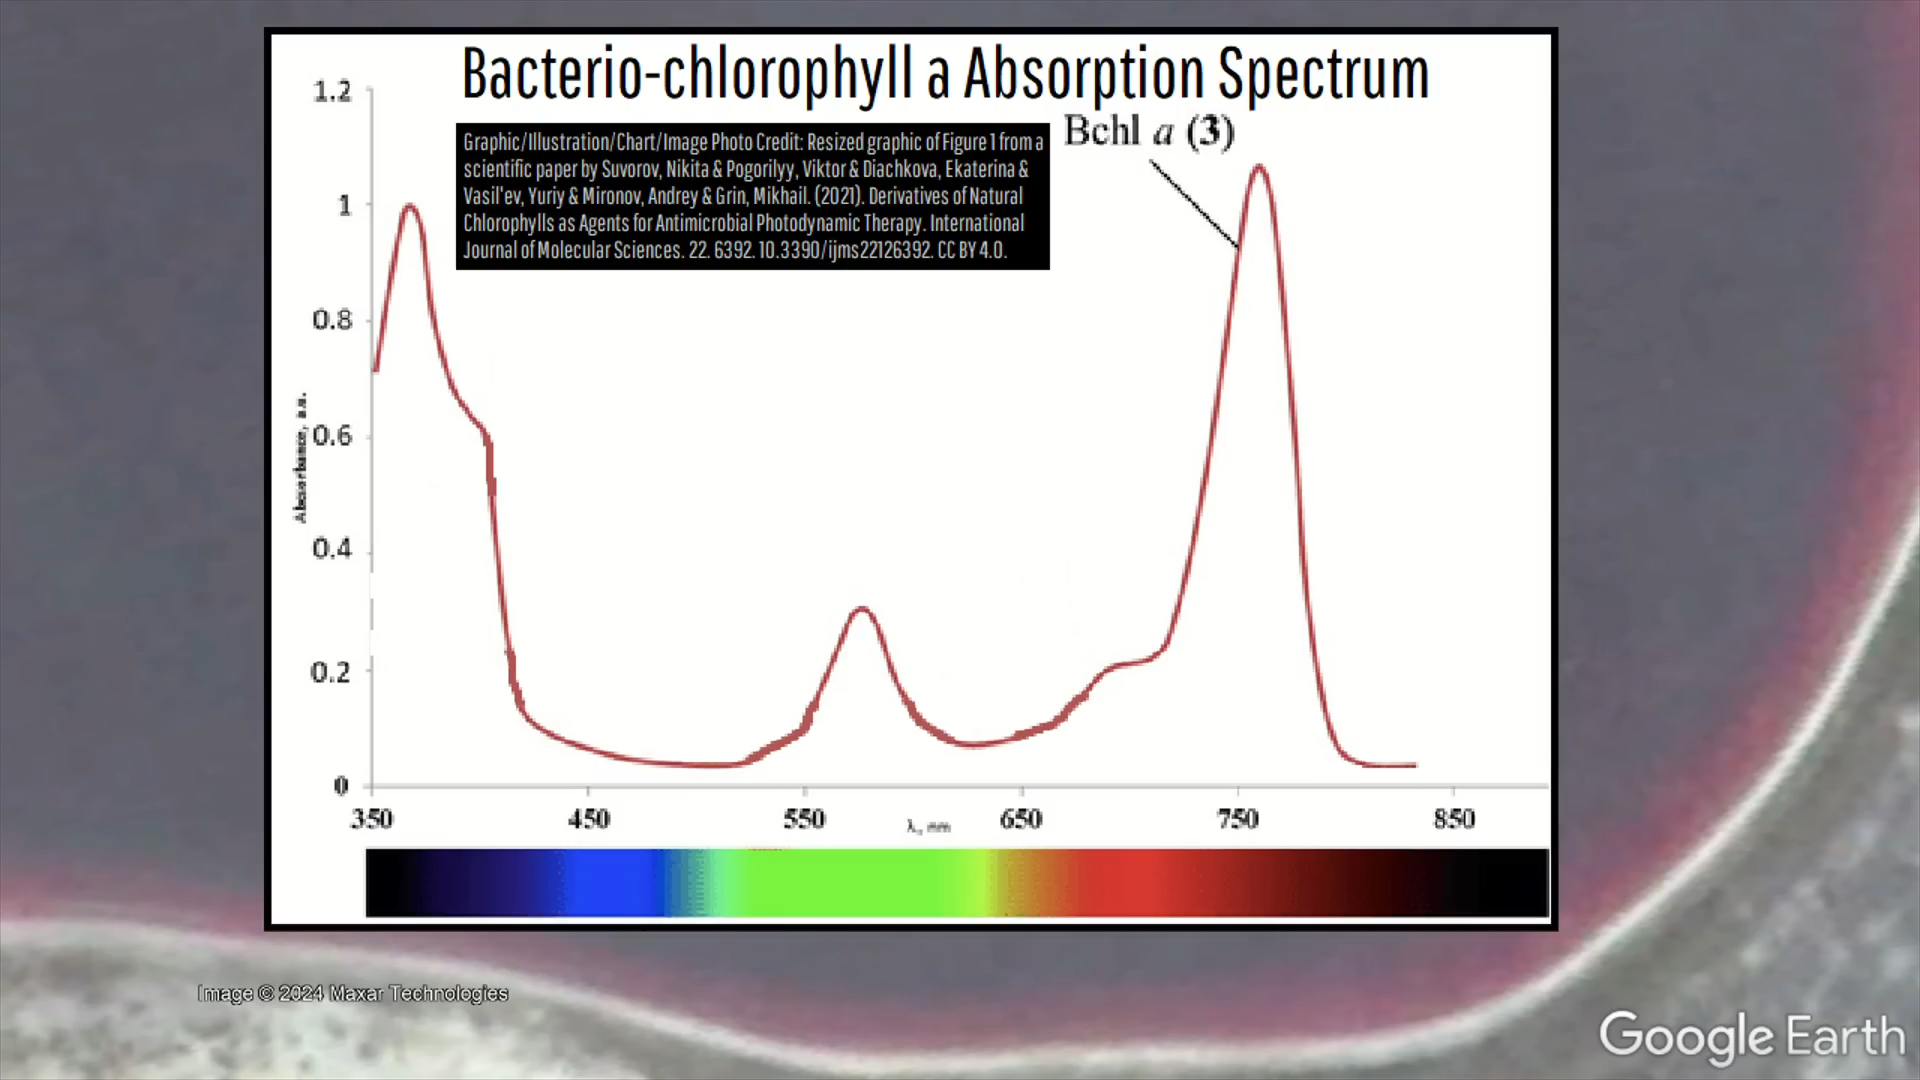 Bacterio-chlorophyll a Absorption Spectrum
Graphic/Illustration/Chart/Image Photo Credit: Resized graphic of Figure 1 from a
scientific paper by Suvorov, Nikita & Pogorilyy, Viktor & Diachkova, Ekaterina &
Vasil'ev, Yuriy & Mironov, Andrey & Grin, Mikhail. (2021). Derivatives of Natural
Chlorophylls as Agents for Antimicrobial Photodynamic Therapy. International
Journal of Molecular Sciences. 22. 6392. 10.3390/ijms22126392. CC BY 4.0.
Bchl a (3)
1.2
1
0.8
0.6
0.4
0.2
0
Absorbance, a.u.
350 450 550 650 750 850
λ, nm
Image © 2024 Maxar Technologies
Google Earth